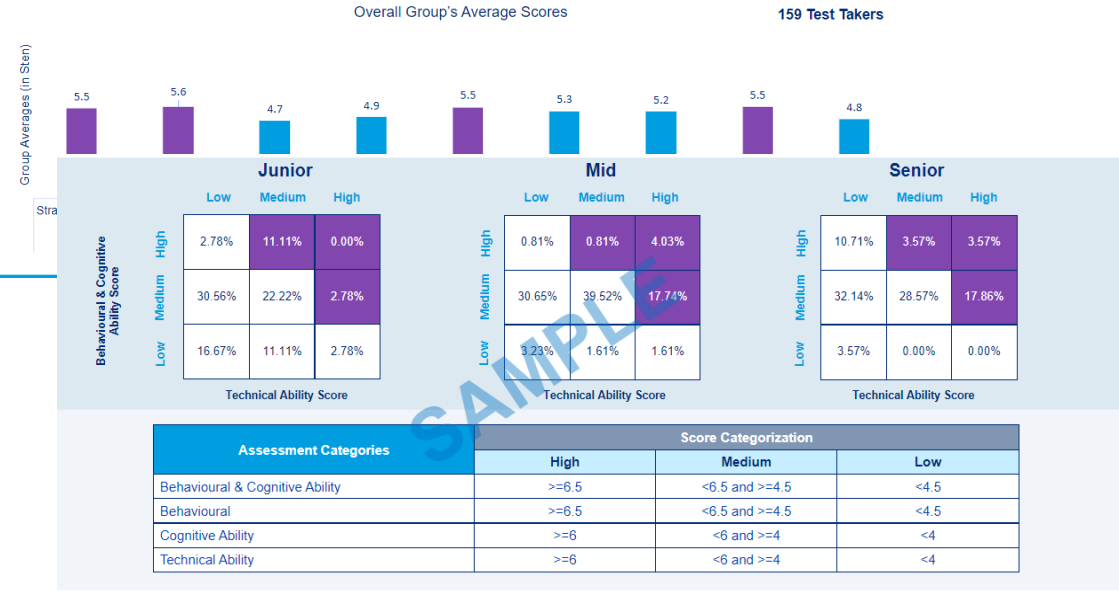 Overall Group's Average Scores
159 Test Takers
Group Averages (in Sten)
5.5 5.6 4.7 4.9 5.5 5.3 5.2 5.5 4.8
Stra
Junior Mid Senior
Low Medium High Low Medium High Low Medium High
Behavioural & Cognitive
Ability Score
High 2.78% 11.11% 0.00% High 0.81% 0.81% 4.03% High 10.71% 3.57% 3.57%
Medium 30.56% 22.22% 2.78% Medium 30.65% 39.52% 17.74% Medium 32.14% 28.57% 17.86%
Low 16.67% 11.11% 2.78% Low 3.23% 1.61% 1.61% Low 3.57% 0.00% 0.00%
Technical Ability Score Technical Ability Score Technical Ability Score
SAMPLE
Assessment Categories Score Categorization
High Medium Low
Behavioural & Cognitive Ability >=6.5 <6.5 and >=4.5 <4.5
Behavioural >=6.5 <6.5 and >=4.5 <4.5
Cognitive Ability >=6 <6 and >=4 <4
Technical Ability >=6 <6 and >=4 <4